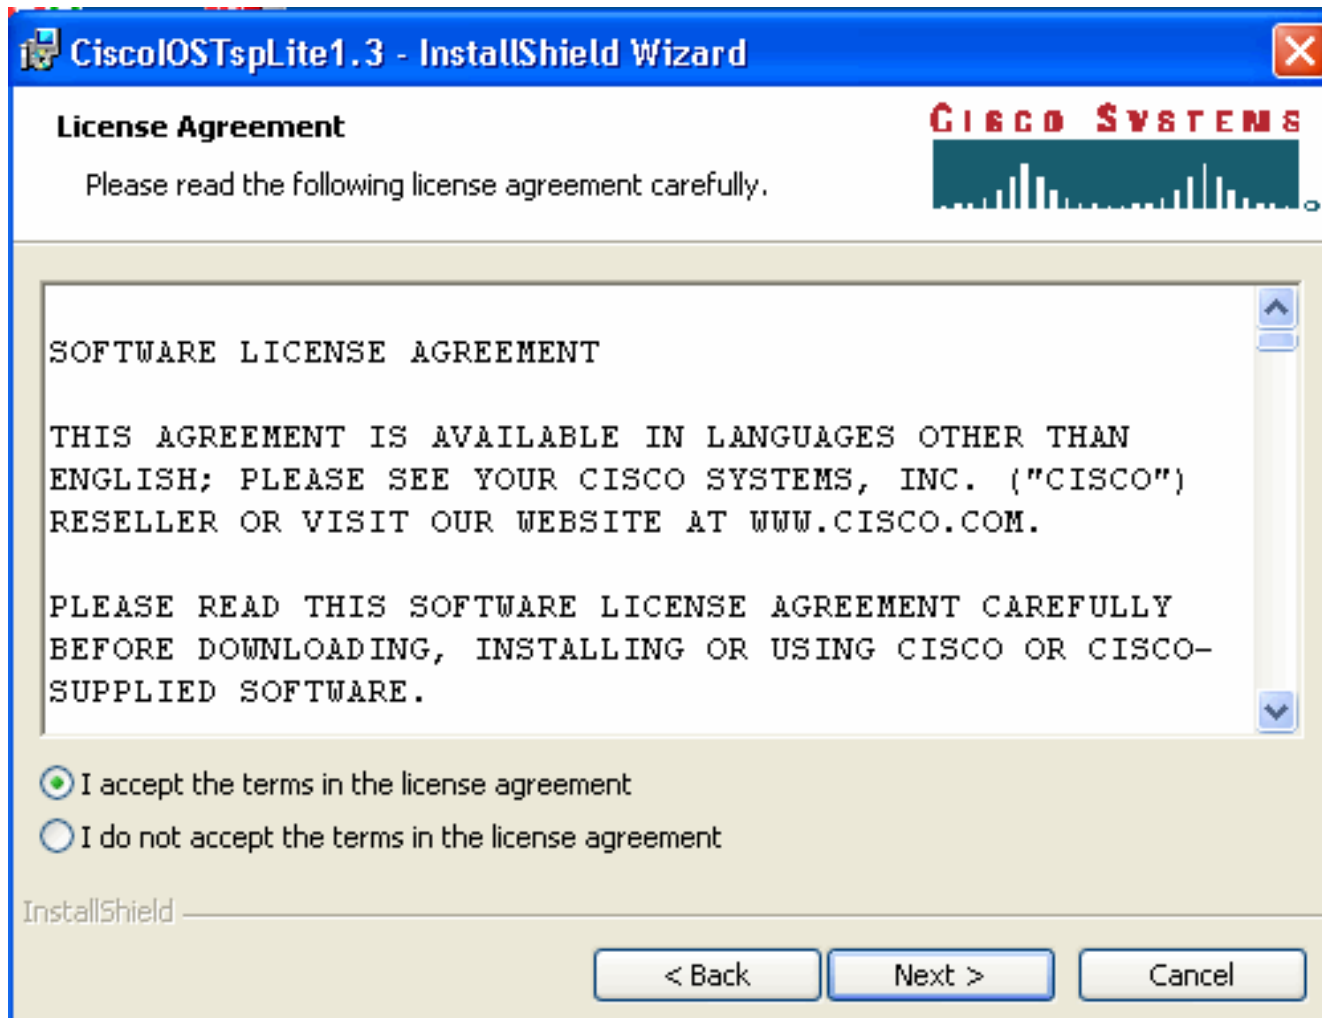 CiscoIOSTspLite1.3 - InstallShield Wizard
License Agreement
CISCO SYSTEMS
Please read the following license agreement carefully.
SOFTWARE LICENSE AGREEMENT
THIS AGREEMENT IS AVAILABLE IN LANGUAGES OTHER THAN
ENGLISH; PLEASE SEE YOUR CISCO SYSTEMS, INC. ("CISCO")
RESELLER OR VISIT OUR WEBSITE AT WWW.CISCO.COM.
PLEASE READ THIS SOFTWARE LICENSE AGREEMENT CAREFULLY
BEFORE DOWNLOADING, INSTALLING OR USING CISCO OR CISCO-
SUPPLIED SOFTWARE.
I accept the terms in the license agreement
I do not accept the terms in the license agreement
InstallShield
< Back
Next >
Cancel